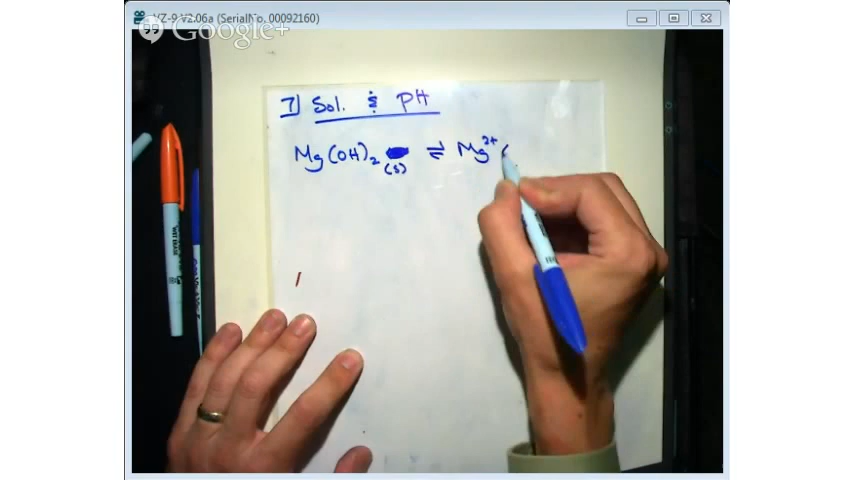 VZ-9 V2.06a (SerialNo. 00092160)
Google+
7] Sol. & pH
Mg(OH)₂ (s) ⇌ Mg²⁺ (